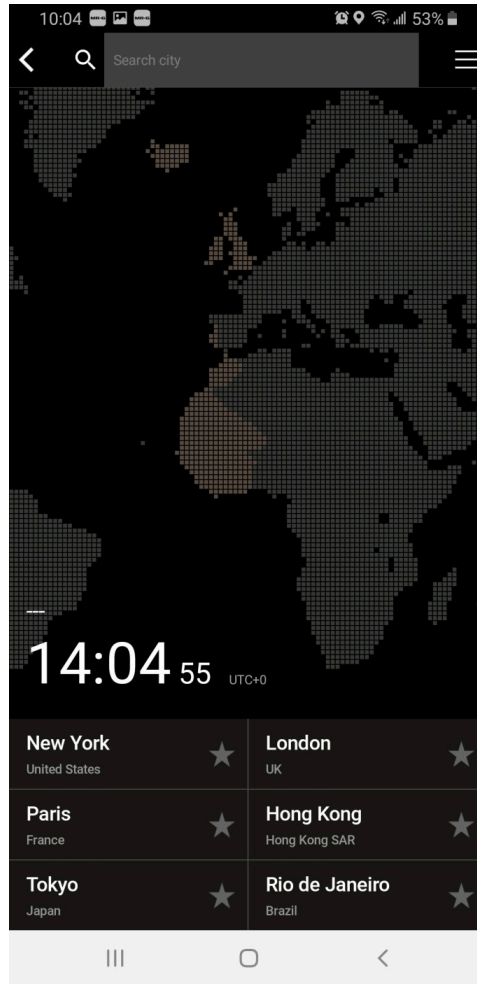 10:04 53%
Search city
14:04 55 UTC+0
New York
United States
London
UK
Paris
France
Hong Kong
Hong Kong SAR
Tokyo
Japan
Rio de Janeiro
Brazil